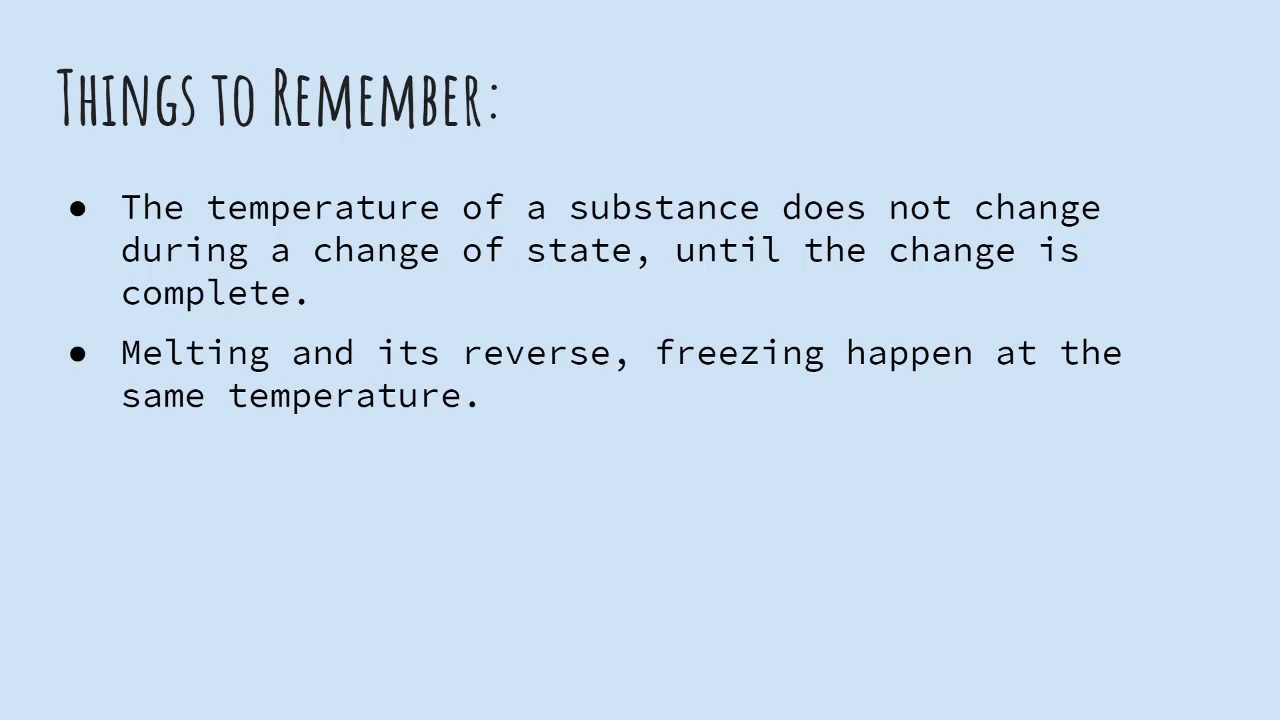 Things to Remember:
● The temperature of a substance does not change
during a change of state, until the change is
complete.
● Melting and its reverse, freezing happen at the
same temperature.